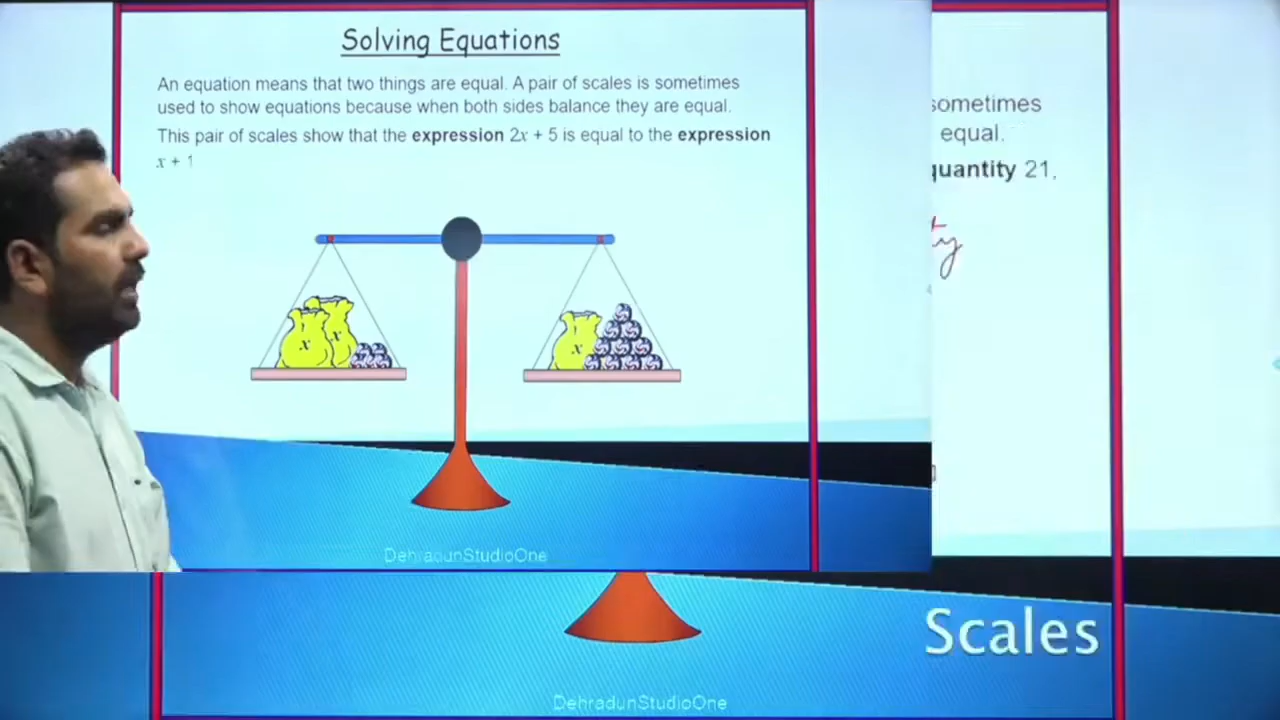 Solving Equations
An equation means that two things are equal. A pair of scales is sometimes
used to show equations because when both sides balance they are equal.
This pair of scales show that the expression 2x + 5 is equal to the expression
x + 1
sometimes
equal.
quantity 21.
x
x
x
DehradunStudioOne
Scales
DehradunStudioOne